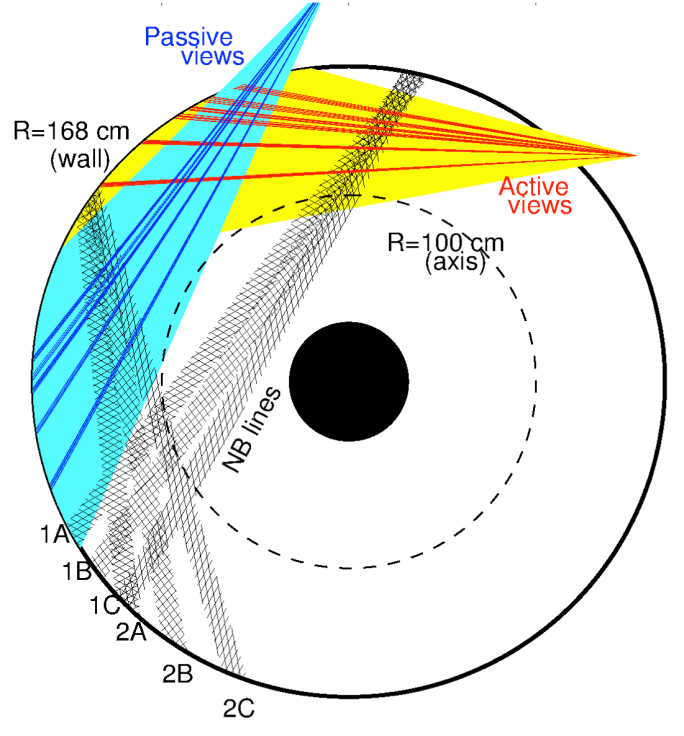 Passive
views
R=168 cm
(wall)
Active
views
R=100 cm
(axis)
NB lines
1A
1B
1C
2A
2B
2C